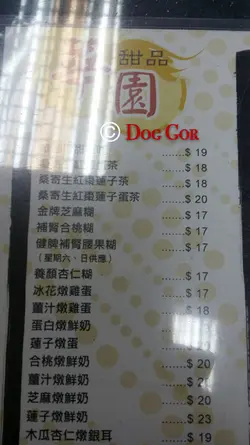 甜品
園
© DOG GOR
......$ 19
茶 ......$ 18
桑寄生紅棗蓮子茶 ......$ 18
桑寄生紅棗蓮子蛋茶 ......$ 20
金牌芝麻糊 ......$ 17
補腎合桃糊 ......$ 17
健腦補腎腰果糊 ......$ 17
(星期六、日供應)
養顏杏仁糊 ......$ 17
冰花燉雞蛋 ......$ 17
薑汁燉雞蛋 ......$ 18
蛋白燉鮮奶
蓮子燉蛋
合桃燉鮮奶 ......$ 20
薑汁燉鮮奶
芝麻燉鮮奶 ......$ 20
蓮子燉鮮奶 ......$ 23
木瓜杏仁燉銀耳 ......$ 19